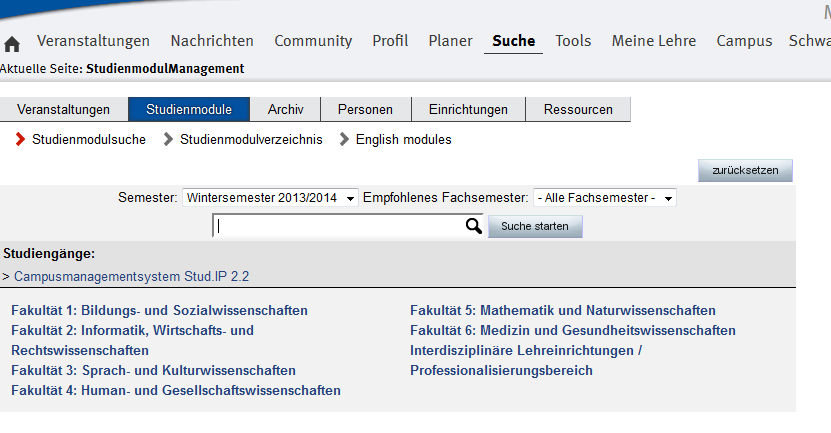 Veranstaltungen Nachrichten Community Profil Planer Suche Tools Meine Lehre Campus
Aktuelle Seite: StudienmodulManagement
Veranstaltungen Studienmodule Archiv Personen Einrichtungen Ressourcen
Studienmodulsuche Studienmodulverzeichnis English modules
zurücksetzen
Semester: Wintersemester 2013/2014 Empfohlenes Fachsemester: - Alle Fachsemester -
Suche starten
Studiengänge:
> Campusmanagementsystem Stud.IP 2.2
Fakultät 1: Bildungs- und Sozialwissenschaften
Fakultät 2: Informatik, Wirtschafts- und
Rechtswissenschaften
Fakultät 3: Sprach- und Kulturwissenschaften
Fakultät 4: Human- und Gesellschaftswissenschaften
Fakultät 5: Mathematik und Naturwissenschaften
Fakultät 6: Medizin und Gesundheitswissenschaften
Interdisziplinäre Lehreinrichtungen /
Professionalisierungsbereich